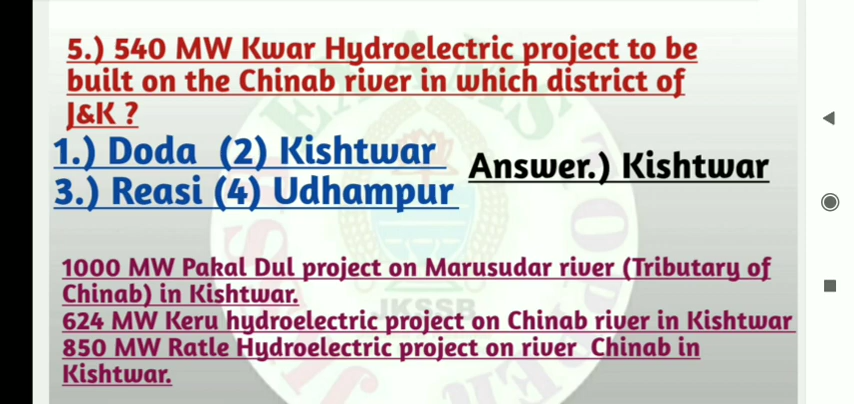 5.) 540 MW Kwar Hydroelectric project to be
built on the Chinab river in which district of
J&K ?
1.) Doda (2) Kishtwar
3.) Reasi (4) Udhampur
Answer.) Kishtwar
1000 MW Pakal Dul project on Marusudar river (Tributary of
Chinab) in Kishtwar.
624 MW Keru hydroelectric project on Chinab river in Kishtwar
850 MW Ratle Hydroelectric project on river Chinab in
Kishtwar.
JKSSB